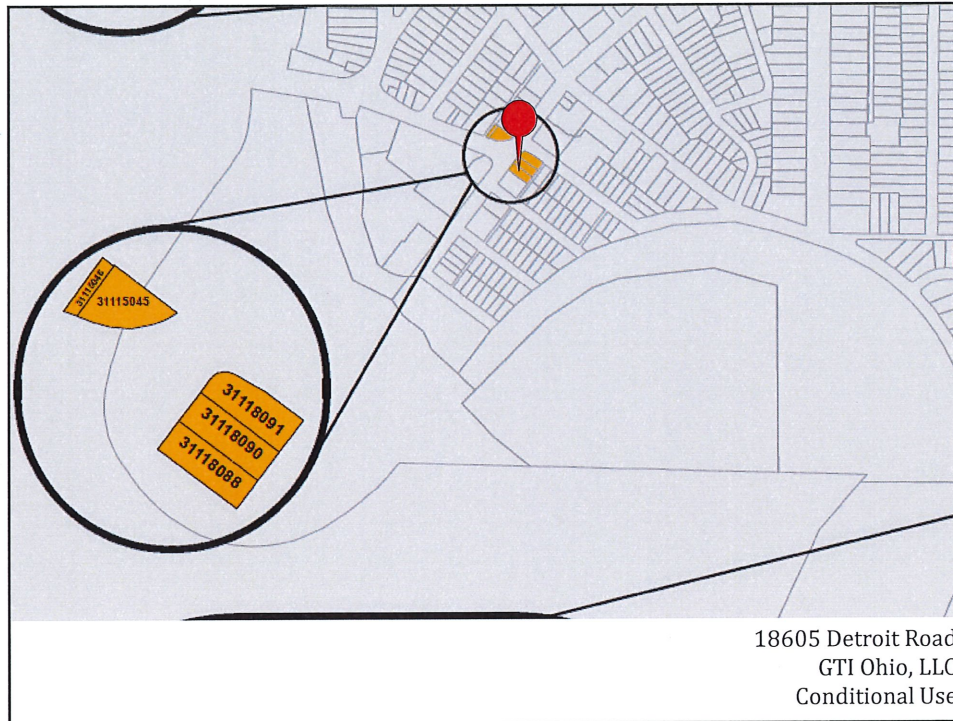 31115046
31115045
31118091
31118090
31118088
18605 Detroit Road
GTI Ohio, LLC
Conditional Use